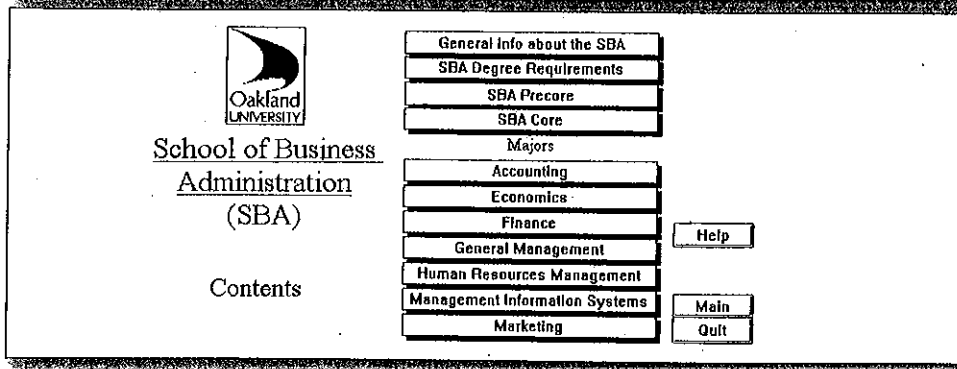 Oakland
UNIVERSITY
School of Business
Administration
(SBA)
Contents
General Info about the SBA
SBA Degree Requirements
SBA Precore
SBA Core
Majors
Accounting
Economics
Finance
General Management
Human Resources Management
Management Information Systems
Marketing
Help
Main
Quit